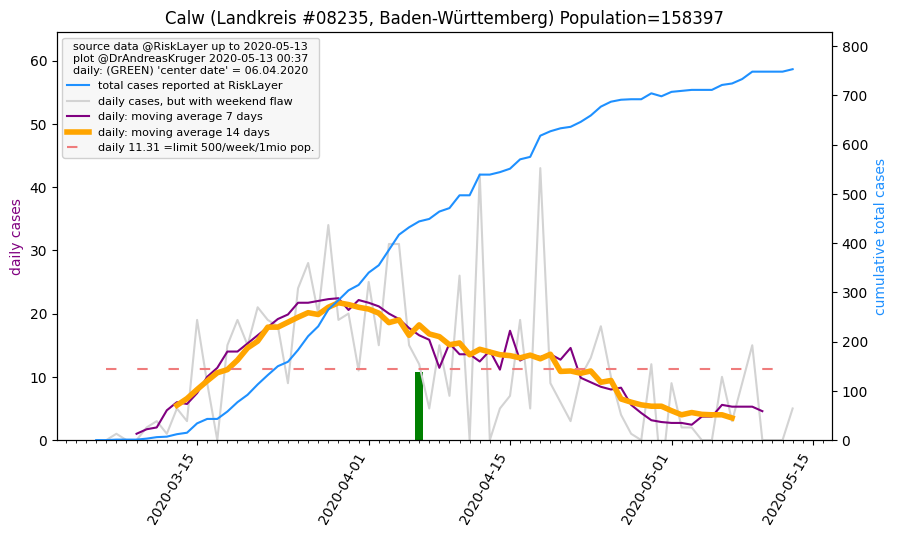 Calw (Landkreis #08235, Baden-Württemberg) Population=158397
source data @RiskLayer up to 2020-05-13
plot @DrAndreasKruger 2020-05-13 00:37
daily: (GREEN) 'center date' = 06.04.2020
total cases reported at RiskLayer
daily cases, but with weekend flaw
daily: moving average 7 days
daily: moving average 14 days
daily 11.31 =limit 500/week/1mio pop.
daily cases
60
50
40
30
20
10
0
cumulative total cases
800
700
600
500
400
300
200
100
0
2020-03-15
2020-04-01
2020-04-15
2020-05-01
2020-05-15